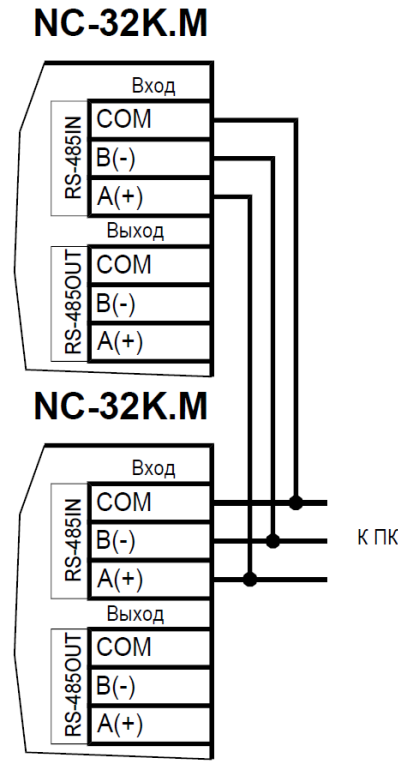 NC-32K.M
Вход
RS-485IN
COM
B(-)
A(+)
Выход
RS-485OUT
COM
B(-)
A(+)
NC-32K.M
Вход
RS-485IN
COM
B(-)
A(+)
К ПК
Выход
RS-485OUT
COM
B(-)
A(+)